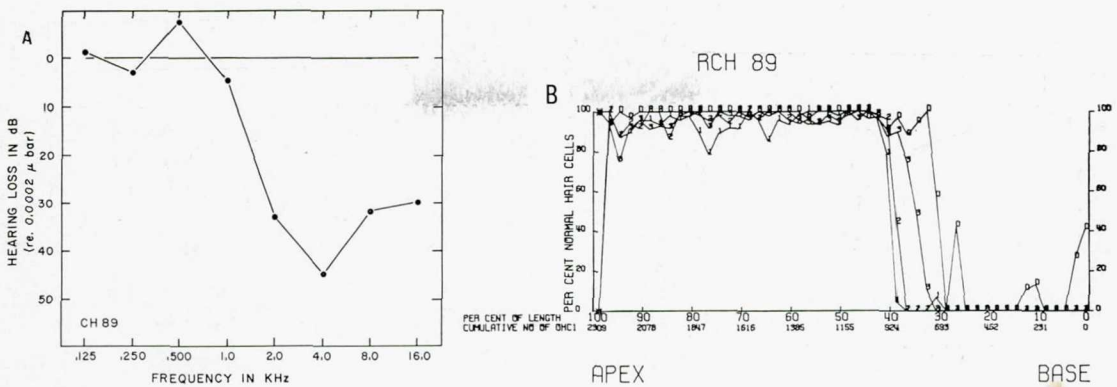 A
HEARING LOSS IN dB
(re. 0.0002 μ bar)
0
10
20
30
40
50
CH 89
.125 .250 .500 1.0 2.0 4.0 8.0 16.0
FREQUENCY IN KHz
B
RCH 89
PER CENT NORMAL HAIR CELLS
100
80
60
40
20
0
100
80
60
40
20
0
PER CENT OF LENGTH 100 90 80 70 60 50 40 30 20 10 0
CUMULATIVE NO OF OHC1 2309 2078 1847 1616 1386 1155 924 693 462 231 0
APEX BASE